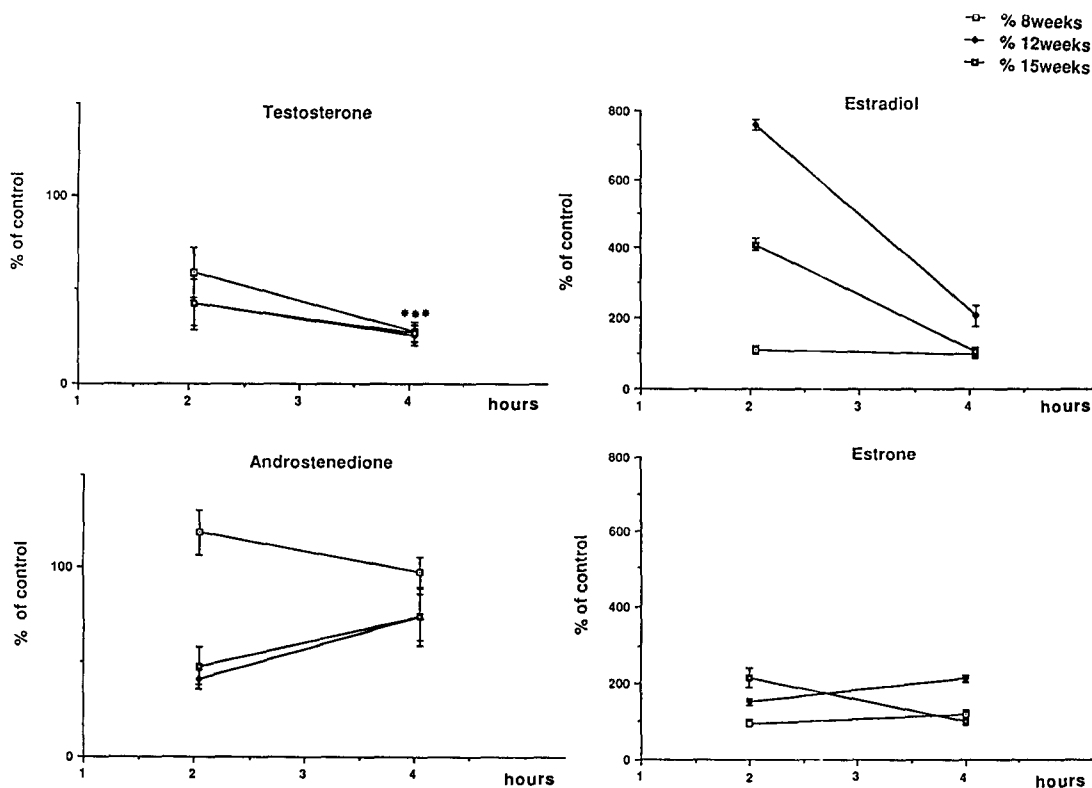 % 8weeks
% 12weeks
% 15weeks
Testosterone
% of control
100
0
***
1
2
3
4
hours
Estradiol
% of control
800
600
400
200
100
0
1
2
3
4
hours
Androstenedione
% of control
100
0
1
2
3
4
hours
Estrone
% of control
800
600
400
200
100
0
1
2
3
4
hours